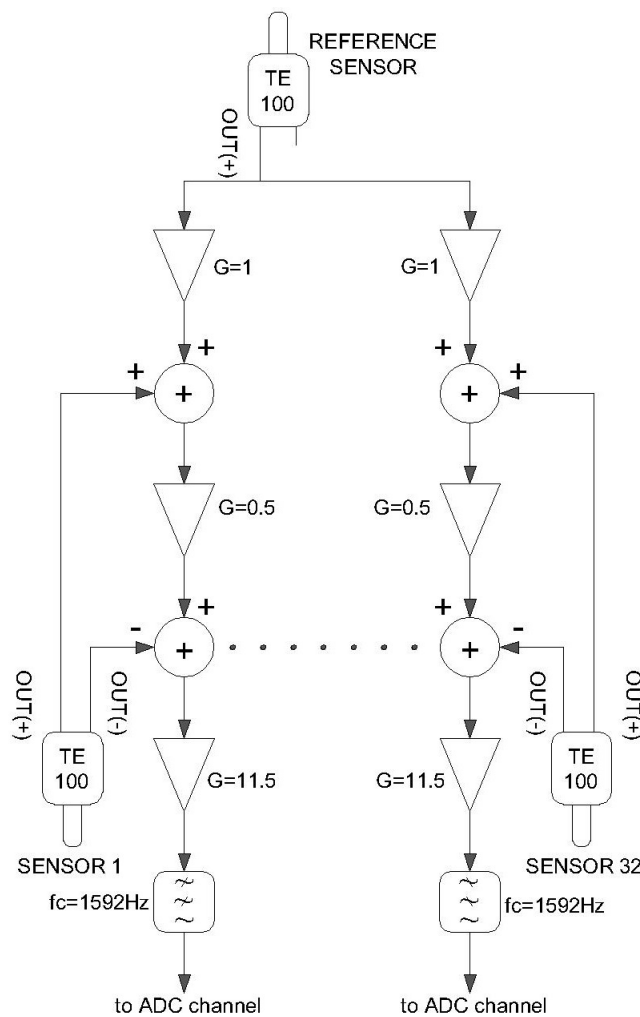 REFERENCE
SENSOR
TE
100
OUT(+)
G=1
G=1
+
+
+
+
+
+
G=0.5
G=0.5
-
+
+
-
+
+
OUT(+)
OUT(-)
OUT(-)
OUT(+)
TE
100
G=11.5
G=11.5
TE
100
SENSOR 1
SENSOR 32
fc=1592Hz
fc=1592Hz
to ADC channel
to ADC channel